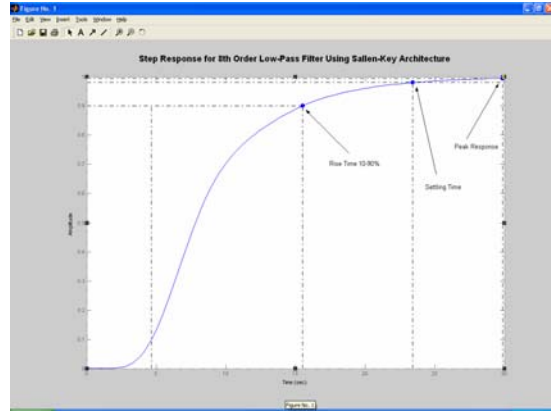 Figure No. 1
File Edit View Insert Tools Window Help
Step Response for 8th Order Low-Pass Filter Using Sallen-Key Architecture
Peak Response
Rise Time 10-90%
Settling Time
Amplitude
Time (sec)
Figure No. 1